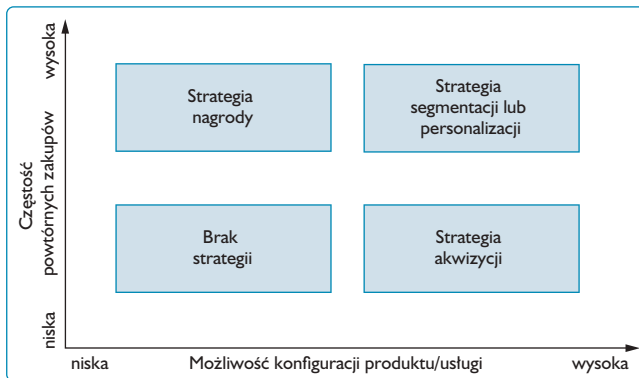 wysoka
Częstość
powtórnych zakupów
niska
Strategia
nagrody
Strategia
segmentacji lub
personalizacji
Brak
strategii
Strategia
akwizycji
niska
Możliwość konfiguracji produktu/usługi
wysoka